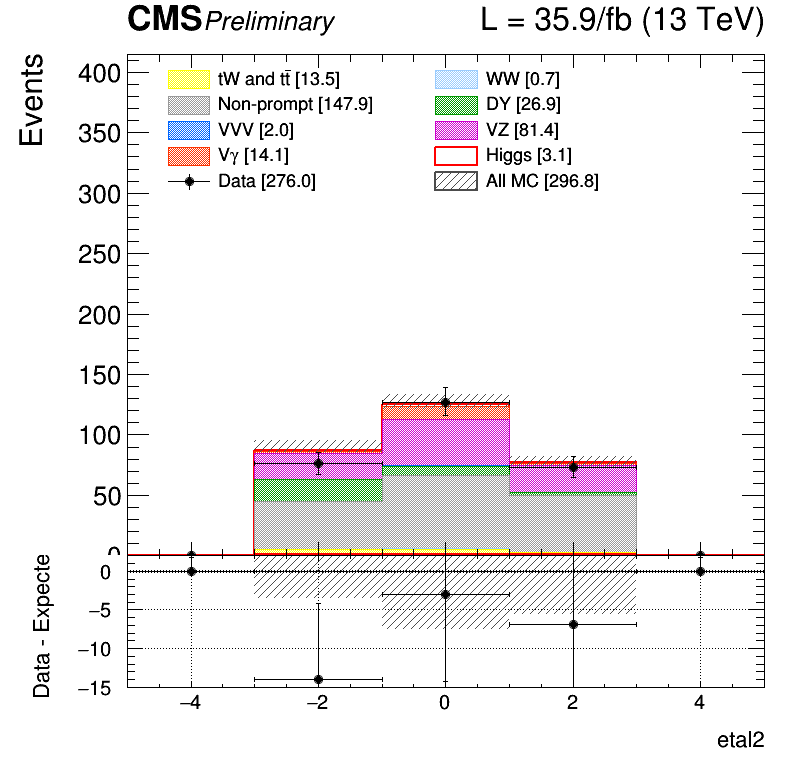 CMS Preliminary L = 35.9/fb (13 TeV)
Events
400
350
300
250
200
150
100
50
0
tW and tt̄ [13.5]
Non-prompt [147.9]
VVV [2.0]
Vγ [14.1]
Data [276.0]
WW [0.7]
DY [26.9]
VZ [81.4]
Higgs [3.1]
All MC [296.8]
Data - Expecte
0
−5
−10
−15
−4 −2 0 2 4
etal2